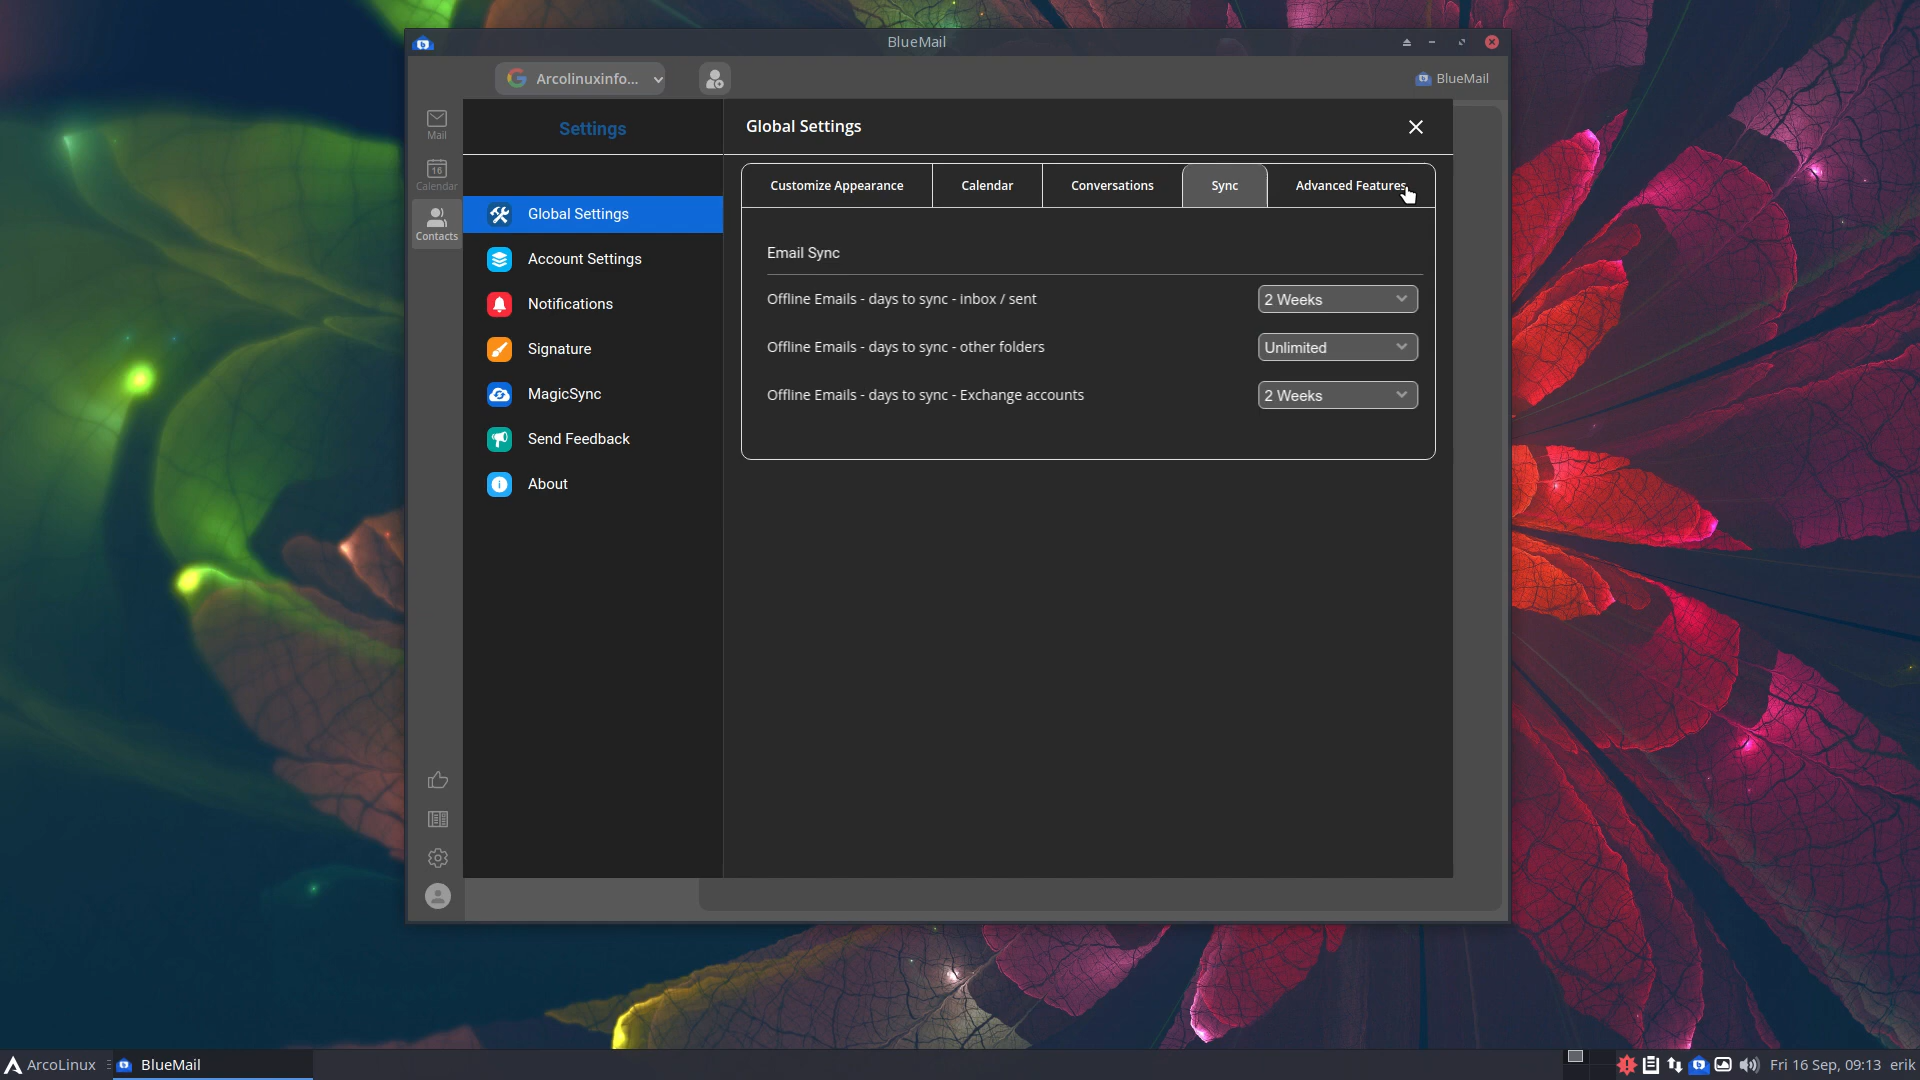 BlueMail
Arcolinuxinfo...
BlueMail
Mail
16
Calendar
Contacts
Settings
Global Settings
Account Settings
Notifications
Signature
MagicSync
Send Feedback
About
Global Settings
Customize Appearance
Calendar
Conversations
Sync
Advanced Features
Email Sync
Offline Emails - days to sync - inbox / sent
2 Weeks
Offline Emails - days to sync - other folders
Unlimited
Offline Emails - days to sync - Exchange accounts
2 Weeks
ArcoLinux
BlueMail
Fri 16 Sep, 09:13
erik